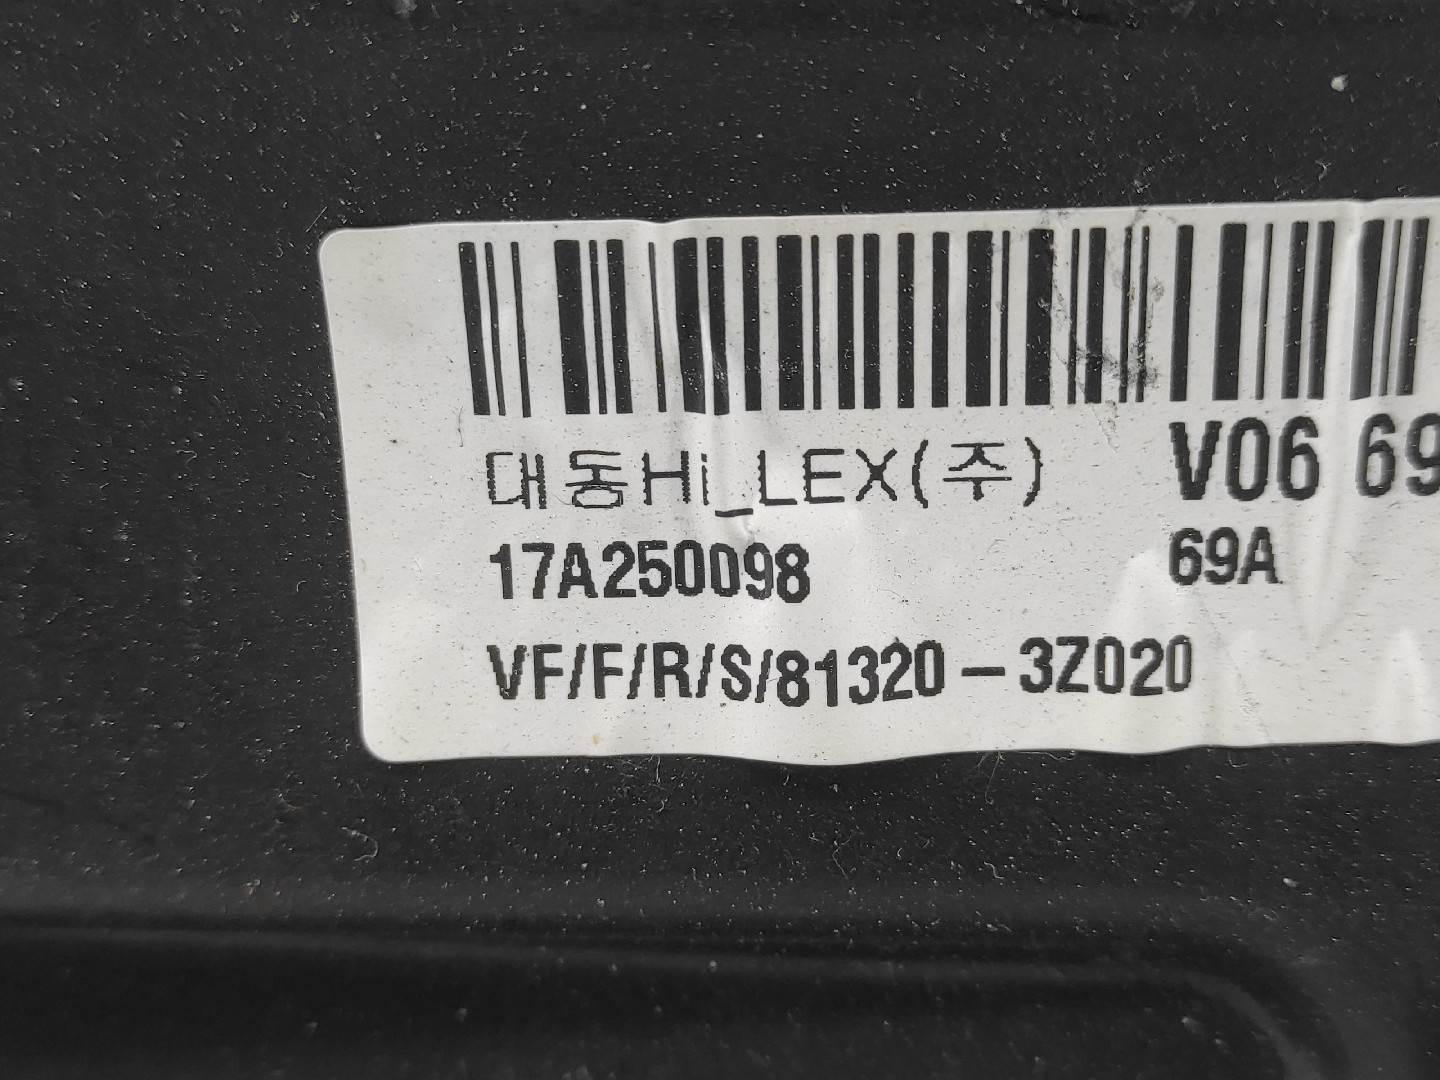 대동Hi_LEX(주) V06 69
17A250098 69A
VF/F/R/S/81320-3Z020